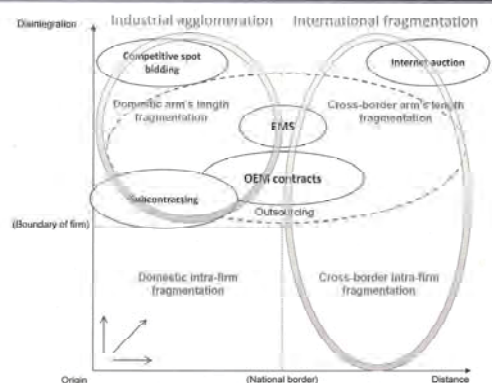 Industrial agglomeration
International fragmentation
Disintegration
Competitive spot
bidding
Internet auction
Domestic arm's length
fragmentation
Cross-border arm's length
fragmentation
EMS
OEM contracts
Subcontracting
Outsourcing
(Boundary of firm)
Domestic intra-firm
fragmentation
Cross-border intra-firm
fragmentation
Origin
(National border)
Distance